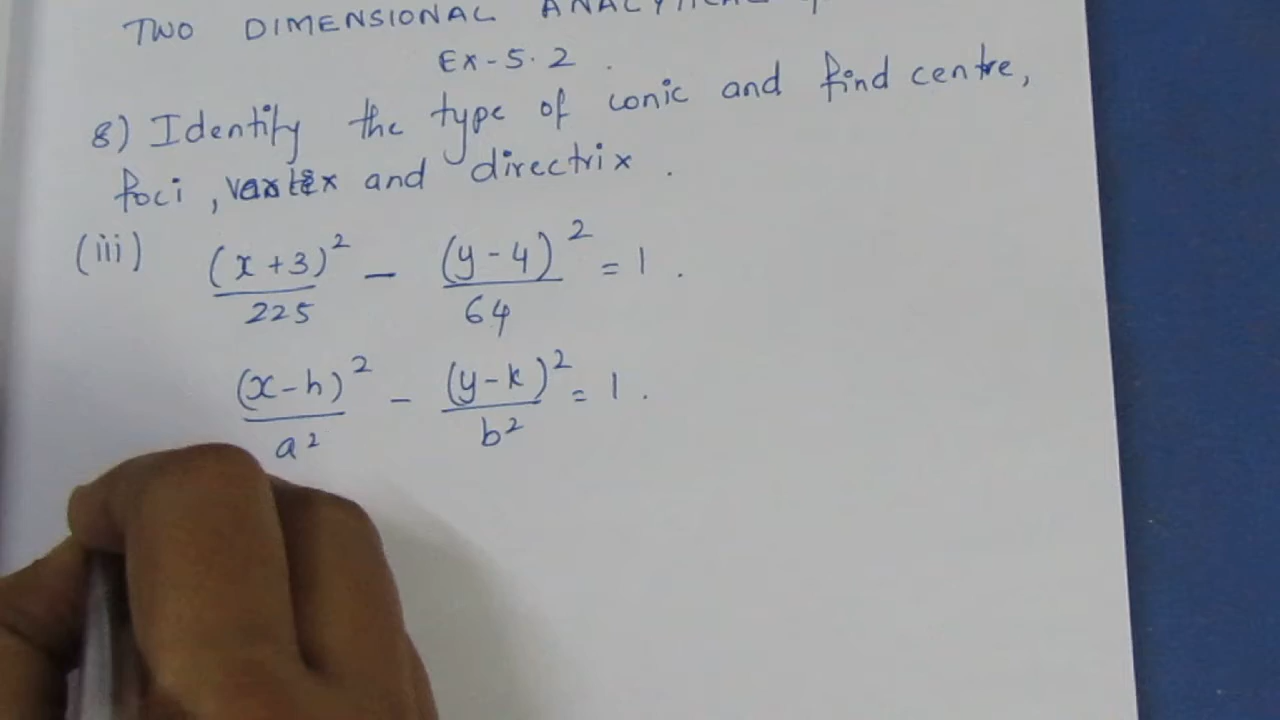 TWO DIMENSIONAL ANALYTICAL
Ex-5.2.
8) Identify the type of conic and find centre,
foci, vertex and directrix.
(iii) (x+3)²/225 - (y-4)²/64 = 1.
(x-h)²/a² - (y-k)²/b² = 1.